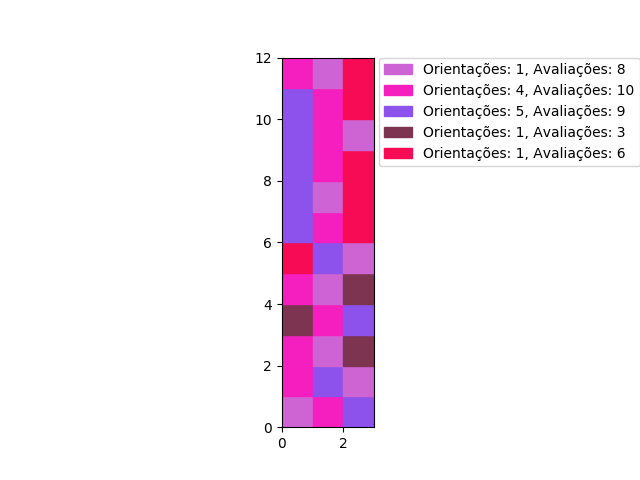 12
10
8
6
4
2
0
0 2
Orientações: 1, Avaliações: 8
Orientações: 4, Avaliações: 10
Orientações: 5, Avaliações: 9
Orientações: 1, Avaliações: 3
Orientações: 1, Avaliações: 6